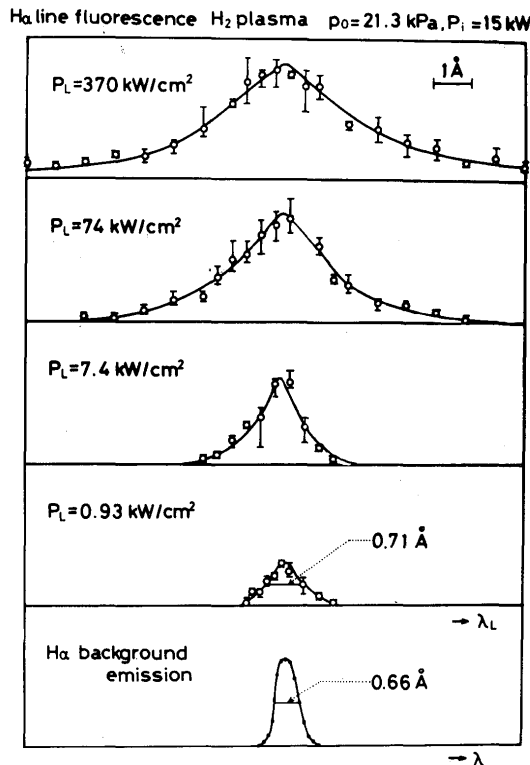 Hα line fluorescence H₂ plasma p₀=21.3 kPa, Pᵢ=15 kW
P_L=370 kW/cm²
1 Å
P_L=74 kW/cm²
P_L=7.4 kW/cm²
P_L=0.93 kW/cm²
0.71 Å
→ λ_L
Hα background
emission
0.66 Å
→ λ